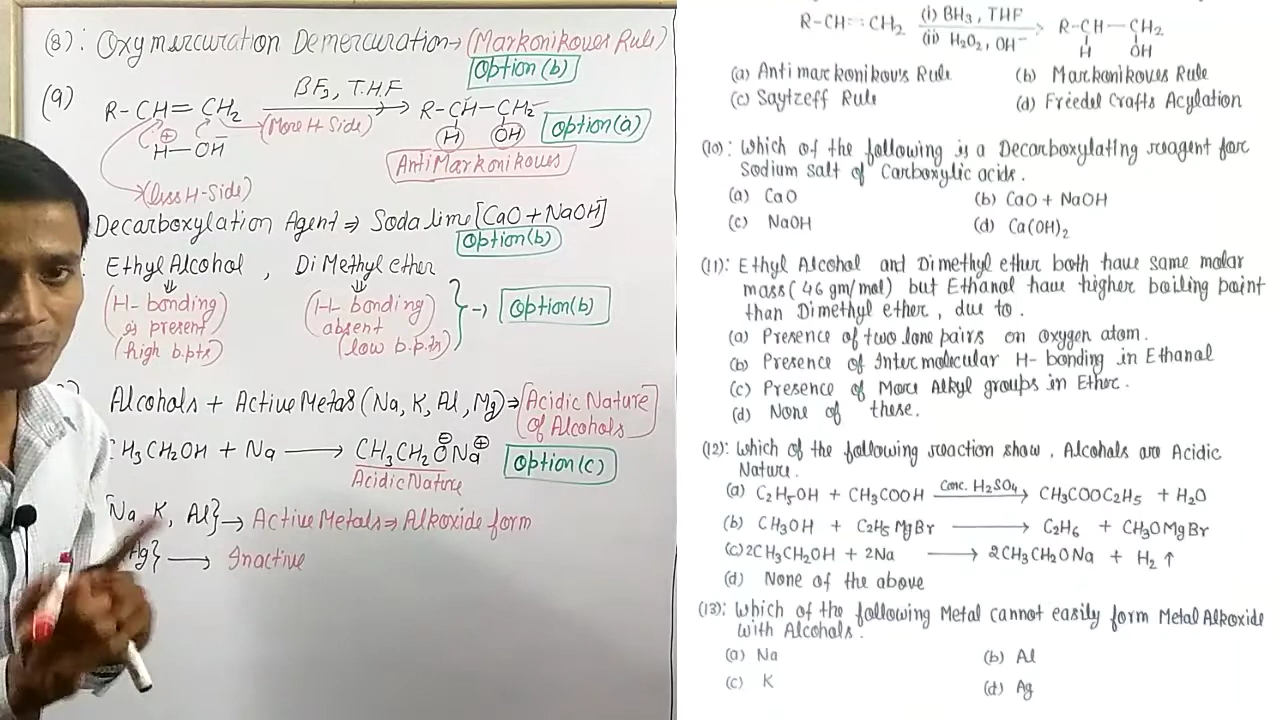 (8): Oxymercuration Demercuration→(Markonikoves Rule)
Option(b)
(9) R-CH=CH₂ BF₃, T.H.F R-CH-CH₂-
(More H-Side) H OH Option(a)
⊕
H-OH⁻
AntiMarkonikoves
(less H-Side)
Decarboxylation Agent ⇒ Sodalime[CaO+NaOH]
Option(b)
: Ethyl Alcohol , DiMethyl ether
(H-bonding (H-bonding
is present) absent → Option(b)
(high b.pts) (low b.p.ts)
Alcohols + ActiveMetas(Na, K, Al, Mg)⇒[Acidic Nature
of Alcohols]
CH₃CH₂OH + Na ⟶ CH₃CH₂O⊖Na⊕ Option(c)
AcidicNature
{Na, K, Al}→ ActiveMetals⇒ Alkoxide form
Ag} ⟶ Inactive
R-CH=CH₂ (i) BH₃, THF R-CH-CH₂
(ii) H₂O₂, OH⁻ H OH
(a) Antimarkonikov's Rule (b) Markonikoves Rule
(c) Saytzeff Rule (d) Friedel Crafts Acylation
(10): Which of the following is a Decarboxylating reagent for
Sodium salt of Carboxylic acids.
(a) CaO (b) CaO + NaOH
(c) NaOH (d) Ca(OH)₂
(11): Ethyl Alcohol and Dimethyl ether both have same molar
mass(46 gm/mol) but Ethanol have higher boiling point
than Dimethyl ether, due to.
(a) Presence of two lone pairs on oxygen atom.
(b) Presence of Intermolecular H-bonding in Ethanol
(c) Presence of More Alkyl groups in Ether.
(d) None of these.
(12): Which of the following reaction show, Alcohols are Acidic
Nature.
(a) C₂H₅OH + CH₃COOH Conc. H₂SO₄ ⟶ CH₃COOC₂H₅ + H₂O
(b) CH₃OH + C₂H₅MgBr ⟶ C₂H₆ + CH₃OMgBr
(c) 2CH₃CH₂OH + 2Na ⟶ 2CH₃CH₂ONa + H₂↑
(d) None of the above
(13): Which of the following Metal cannot easily form Metal Alkoxide
with Alcohols.
(a) Na (b) Al
(c) K (d) Ag